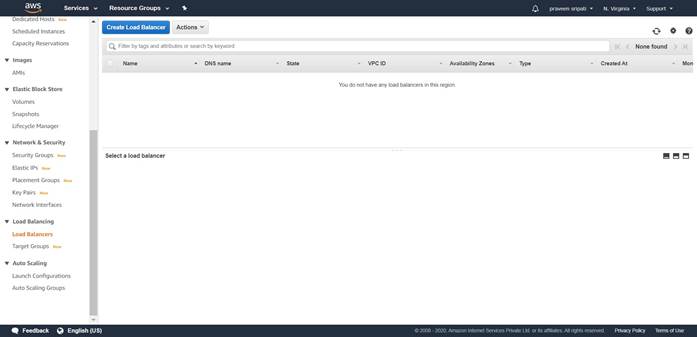 aws
Services
Resource Groups
praveen sripati
N. Virginia
Support
Dedicated Hosts New
Scheduled Instances
Capacity Reservations
Images
AMIs
Elastic Block Store
Volumes
Snapshots
Lifecycle Manager
Network & Security
Security Groups New
Elastic IPs New
Placement Groups New
Key Pairs New
Network Interfaces
Load Balancing
Load Balancers
Target Groups New
Auto Scaling
Launch Configurations
Auto Scaling Groups
Create Load Balancer
Actions
Filter by tags and attributes or search by keyword
None found
Name
DNS name
State
VPC ID
Availability Zones
Type
Created At
Mon
You do not have any load balancers in this region.
Select a load balancer
Feedback
English (US)
© 2008 - 2020, Amazon Internet Services Private Ltd. or its affiliates. All rights reserved.
Privacy Policy
Terms of Use